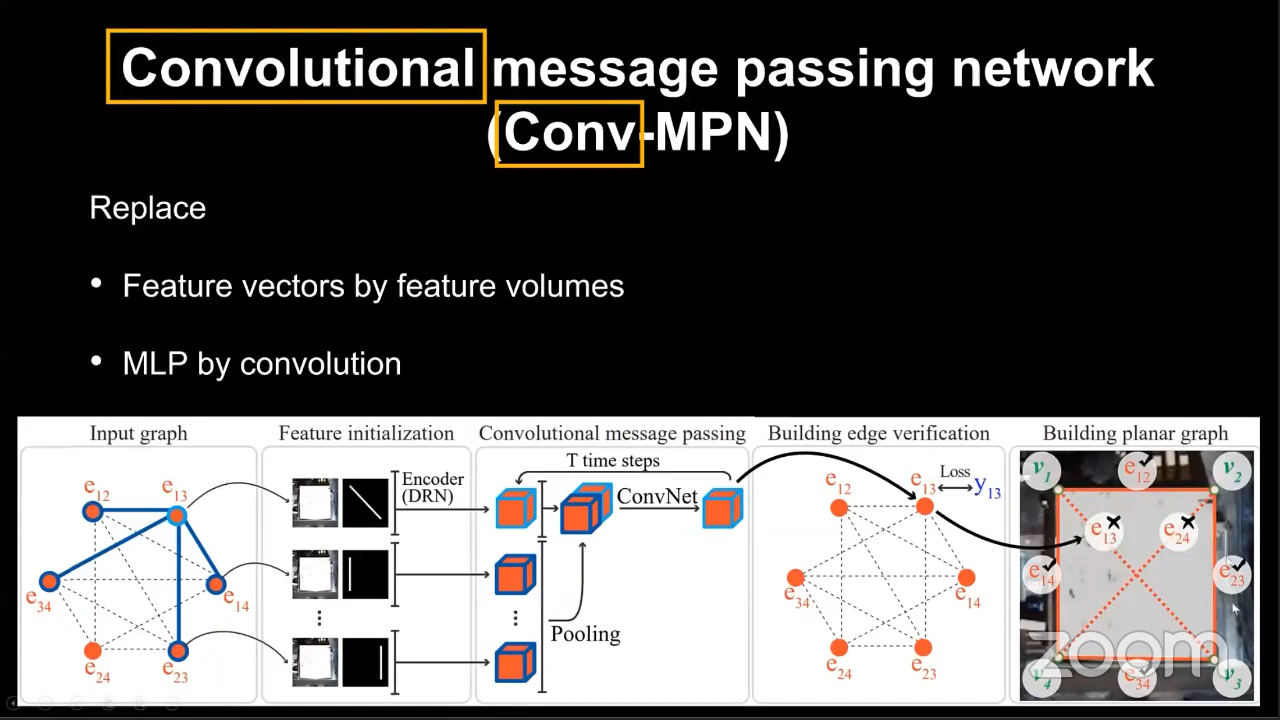 Convolutional message passing network
(Conv-MPN)
Replace
• Feature vectors by feature volumes
• MLP by convolution
Input graph
e12
e13
e34
e14
e24
e23
Feature initialization
Encoder
(DRN)
Convolutional message passing
T time steps
ConvNet
Pooling
Building edge verification
e12
e13
Loss
y13
e34
e14
e24
e23
Building planar graph
v1
e12
v2
e13
e24
e14
e23
v4
e34
v3
zoom